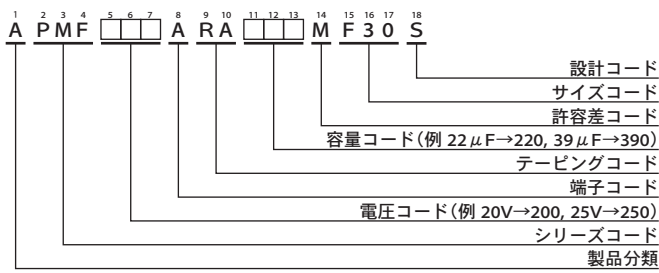 1 2 3 4 5 6 7 8 9 10 11 12 13 14 15 16 17 18
A PMF □□□ A RA □□□ M F30 S
設計コード
サイズコード
許容差コード
容量コード(例 22μF→220, 39μF→390)
テーピングコード
端子コード
電圧コード(例 20V→200, 25V→250)
シリーズコード
製品分類